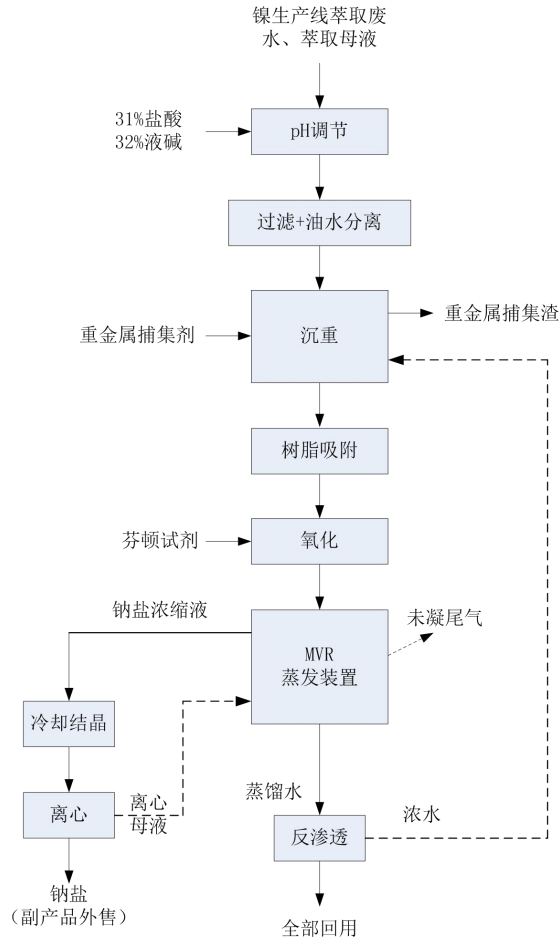 镍生产线萃取废
水、萃取母液
31%盐酸
32%液碱
pH调节
过滤+油水分离
重金属捕集剂
沉重
重金属捕集渣
树脂吸附
芬顿试剂
氧化
钠盐浓缩液
未凝尾气
MVR
蒸发装置
冷却结晶
离心
离心
母液
蒸馏水
浓水
反渗透
钠盐
（副产品外售）
全部回用